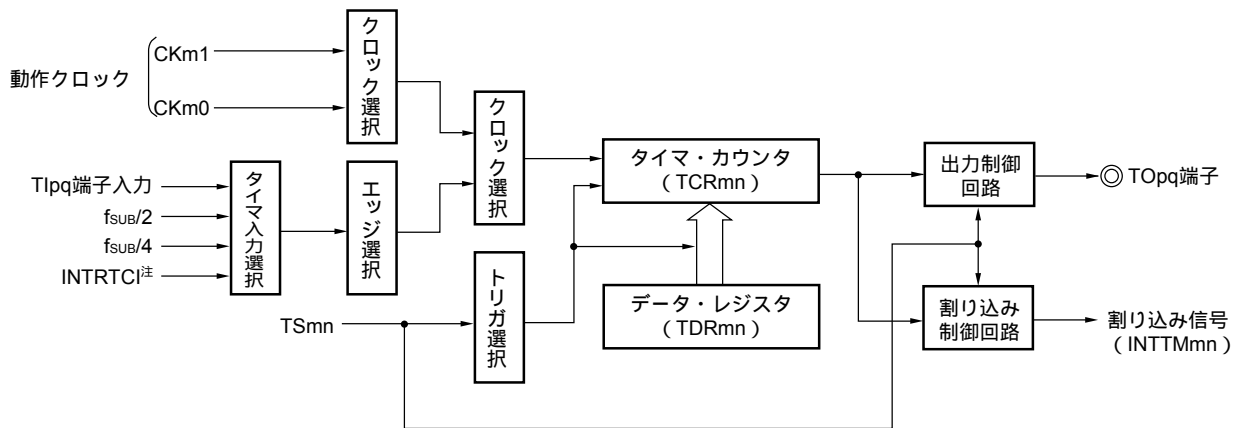 動作クロック
CKm1
CKm0
クロック選択
TIpq端子入力
fSUB/2
fSUB/4
INTRTCI注
タイマ入力選択
エッジ選択
クロック選択
TSmn
トリガ選択
タイマ・カウンタ
(TCRmn)
データ・レジスタ
(TDRmn)
出力制御
回路
TOpq端子
割り込み
制御回路
割り込み信号
(INTTMmn)